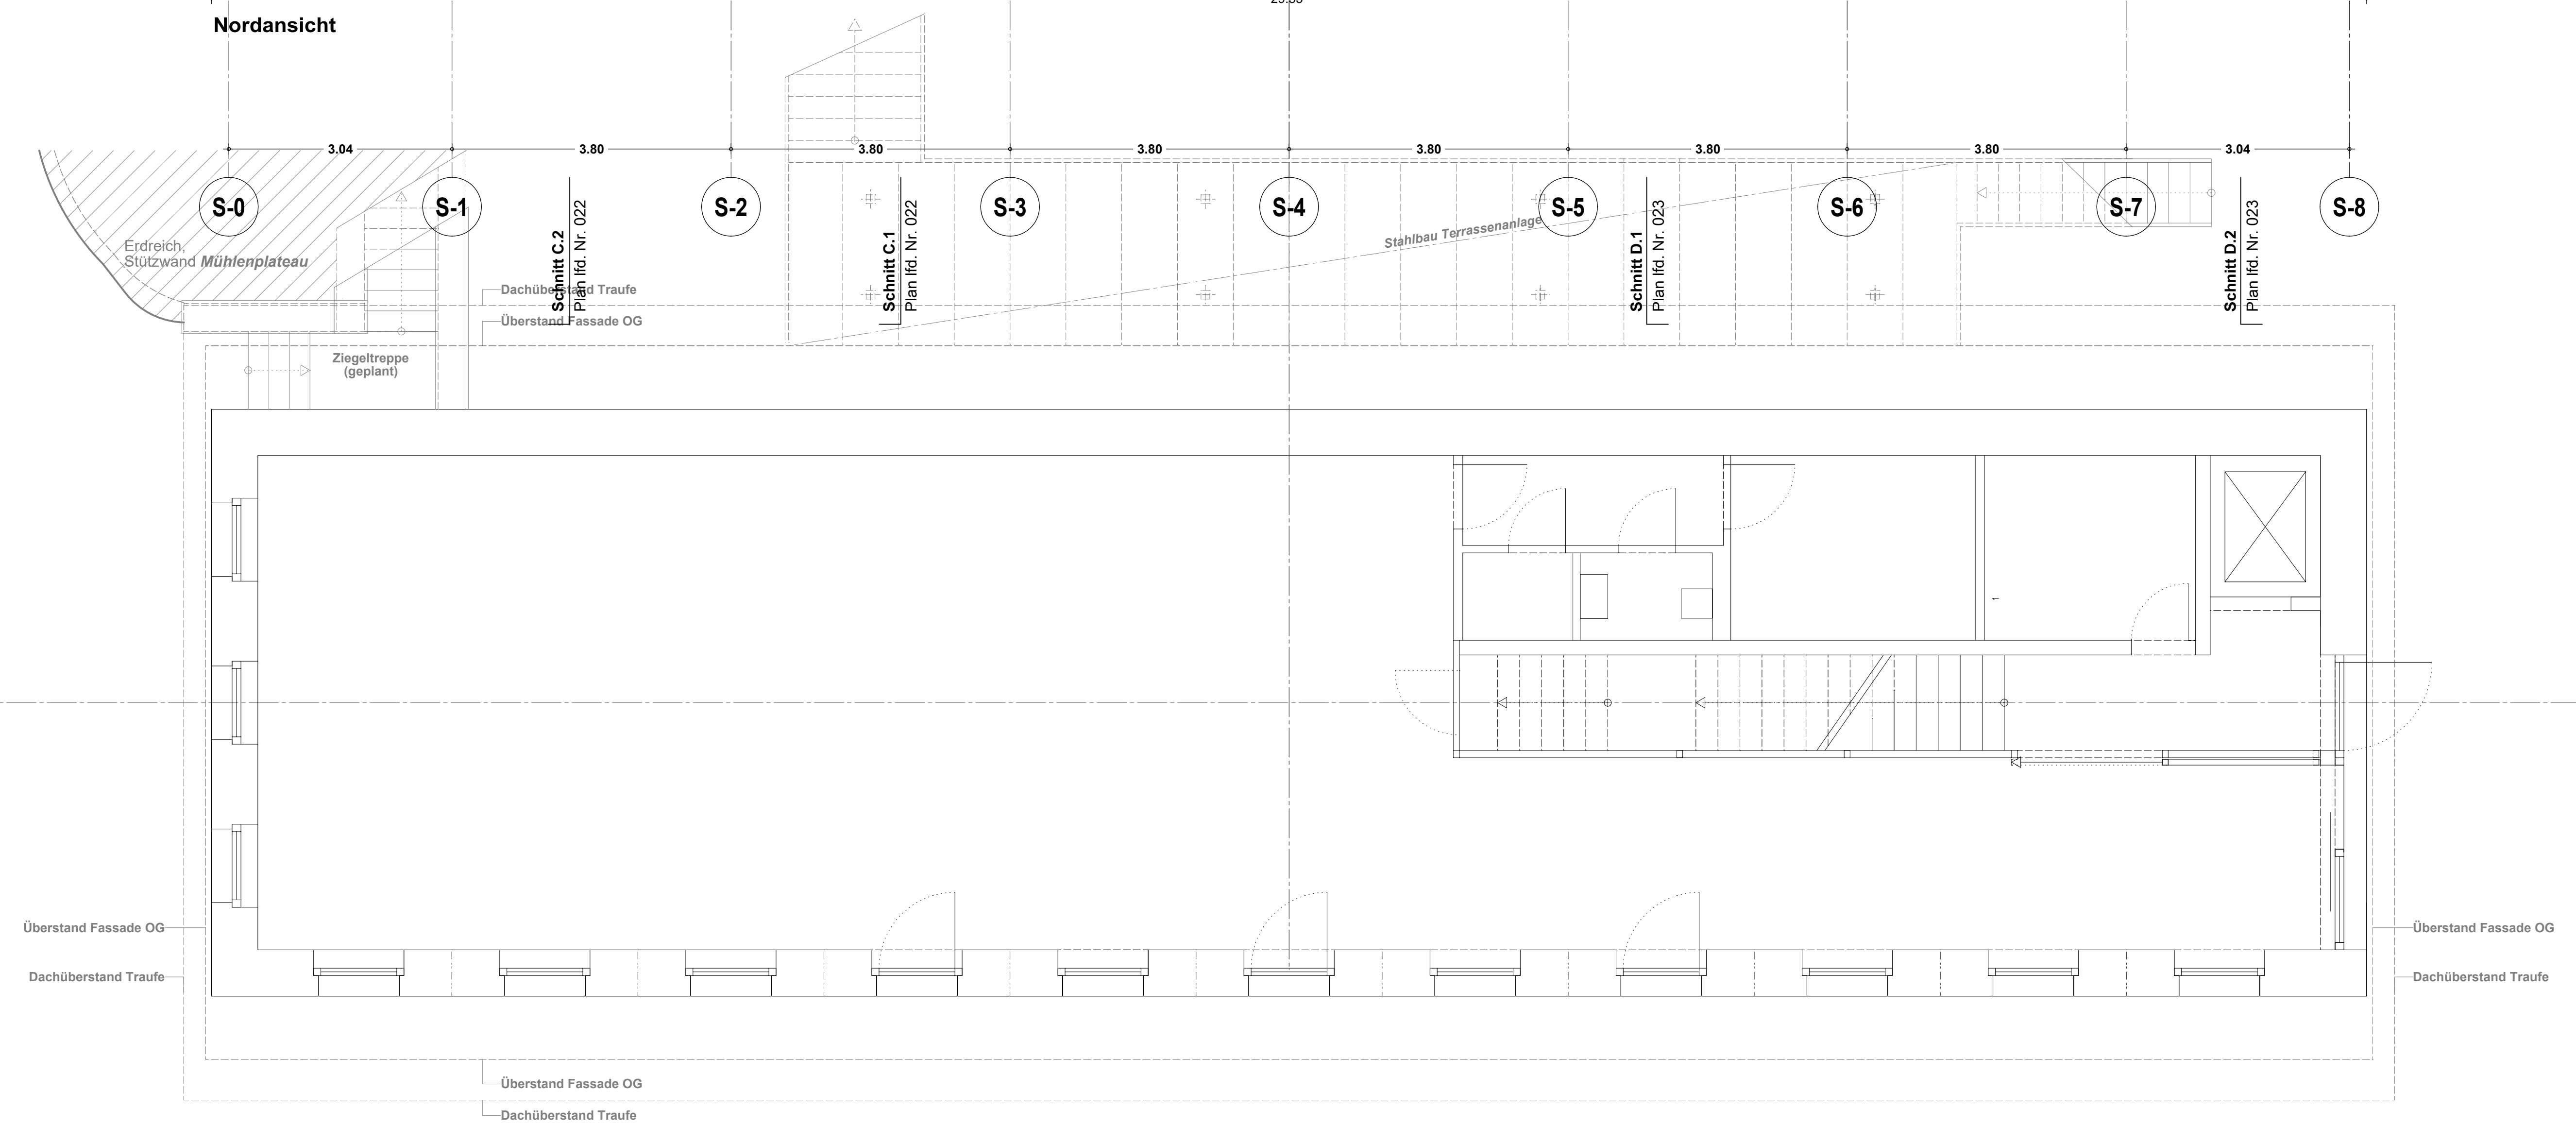 Nordansicht
3.04
3.80
3.80
3.80
3.80
3.80
3.80
3.04
S-0
S-1
S-2
S-3
S-4
S-5
S-6
S-7
S-8
Schnitt C.2
Plan lfd. Nr. 022
Schnitt C.1
Plan lfd. Nr. 022
Schnitt D.1
Plan lfd. Nr. 023
Schnitt D.2
Plan lfd. Nr. 023
Stahlbau Terrassenanlage
Erdreich,
Stützwand Mühlenplateau
Dachüberstand Traufe
Überstand Fassade OG
Ziegeltreppe
(geplant)
1
Überstand Fassade OG
Dachüberstand Traufe
Überstand Fassade OG
Dachüberstand Traufe
Überstand Fassade OG
Dachüberstand Traufe